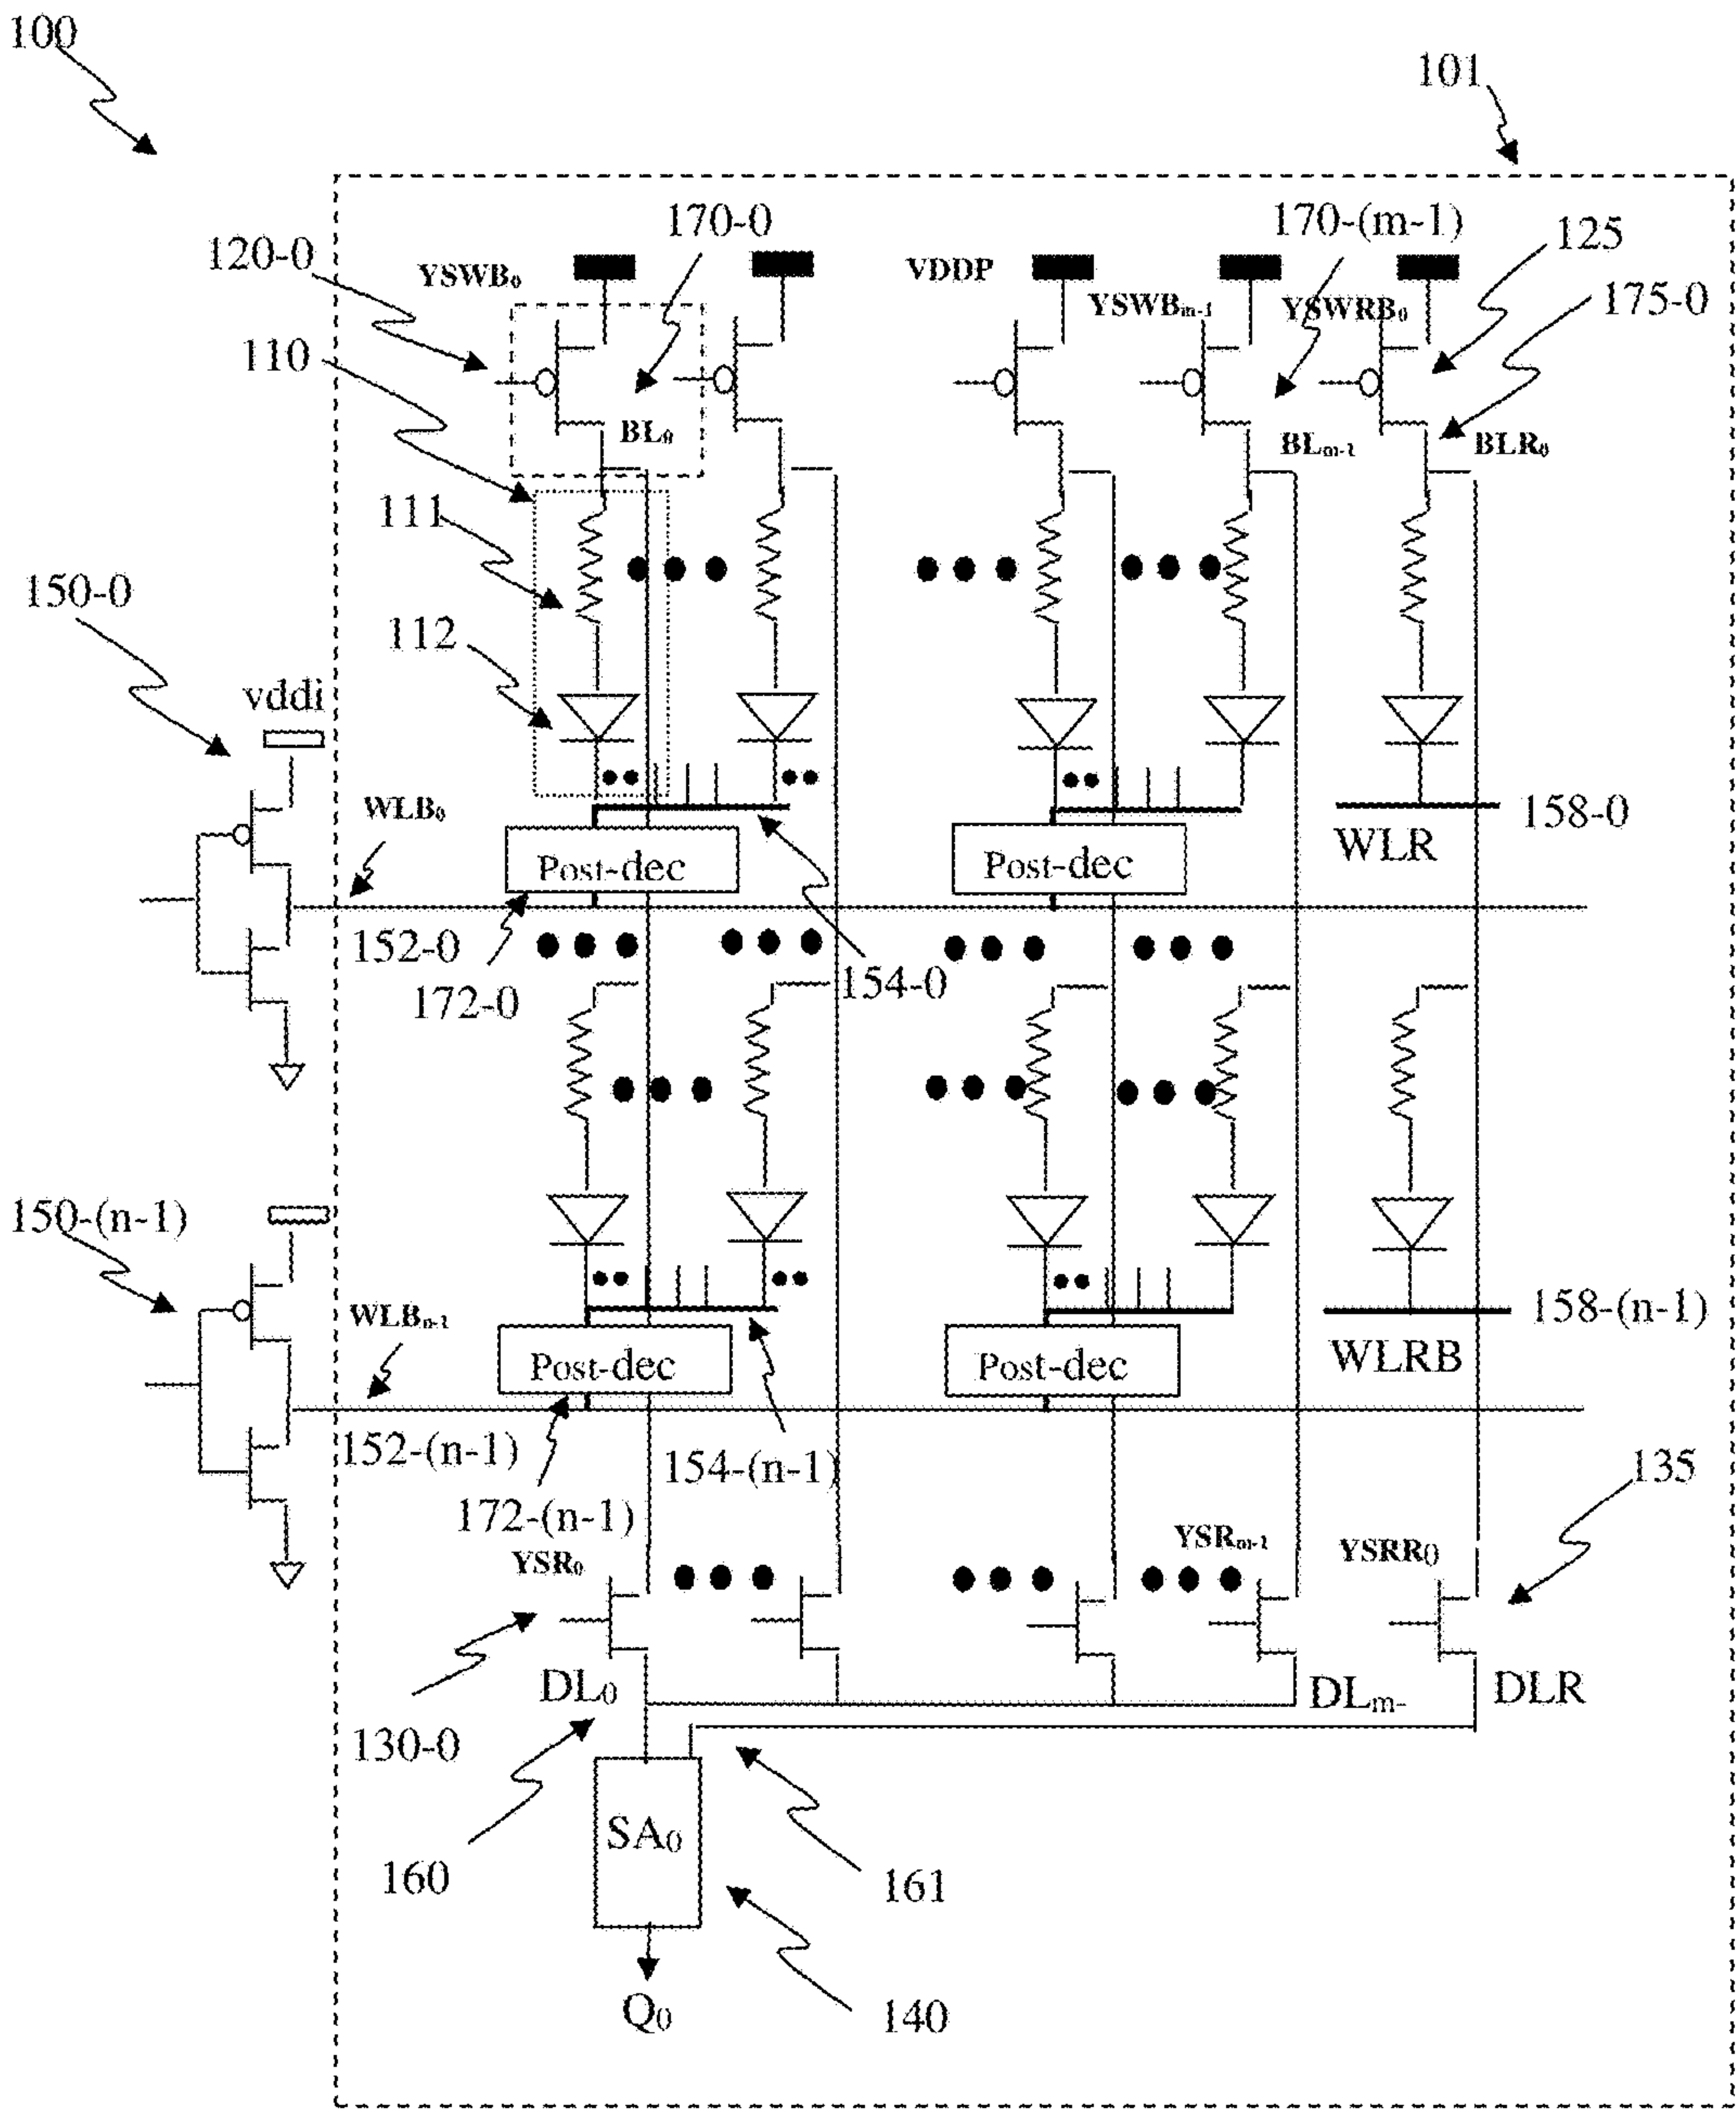 100
101
170-0
170-(m-1)
125
120-0
YSWB0
VDDP
YSWBm-1
YSWRB0
175-0
110
BL0
BLm-1
BLR0
111
150-0
112
vddi
WLB0
158-0
WLR
Post-dec
Post-dec
152-0
154-0
172-0
150-(n-1)
WLBn-1
158-(n-1)
WLRB
Post-dec
Post-dec
152-(n-1)
154-(n-1)
135
172-(n-1)
YSR0
YSRm-1
YSRR0
DL0
DLm-
DLR
130-0
SA0
160
161
140
Q0